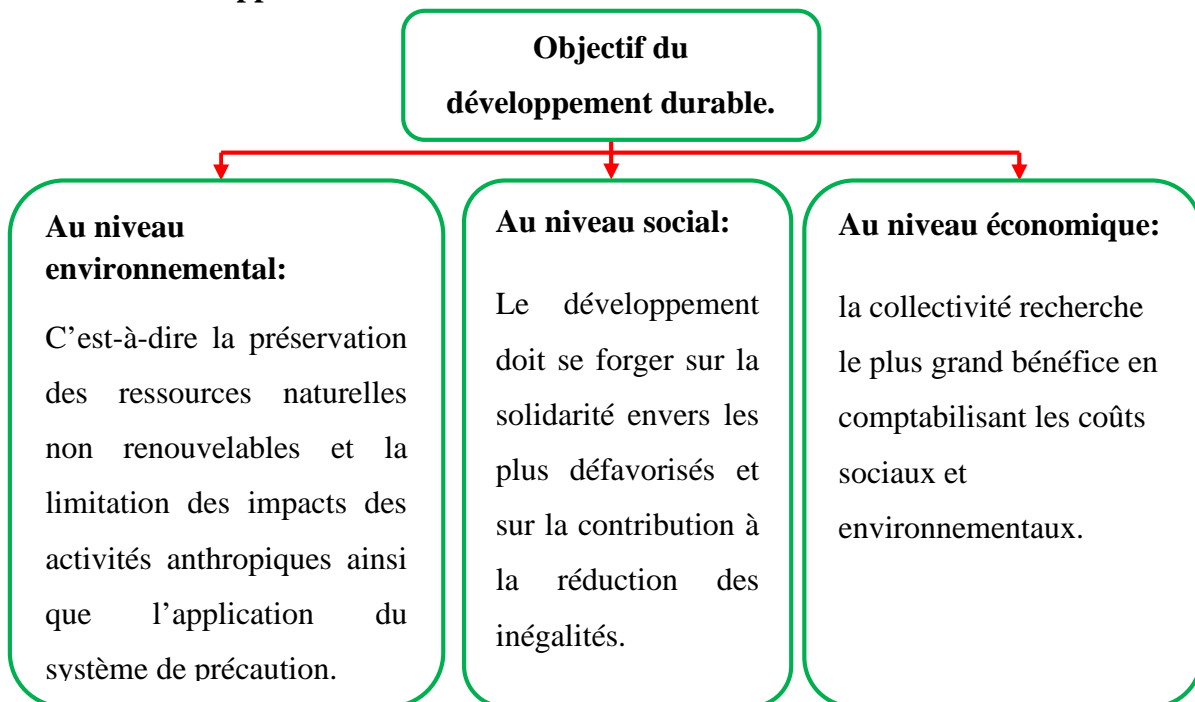 Objectif du
développement durable.
Au niveau
environnemental:
C’est-à-dire la préservation
des ressources naturelles
non renouvelables et la
limitation des impacts des
activités anthropiques ainsi
que l’application du
système de précaution.
Au niveau social:
Le développement
doit se forger sur la
solidarité envers les
plus défavorisés et
sur la contribution à
la réduction des
inégalités.
Au niveau économique:
la collectivité recherche
le plus grand bénéfice en
comptabilisant les coûts
sociaux et
environnementaux.